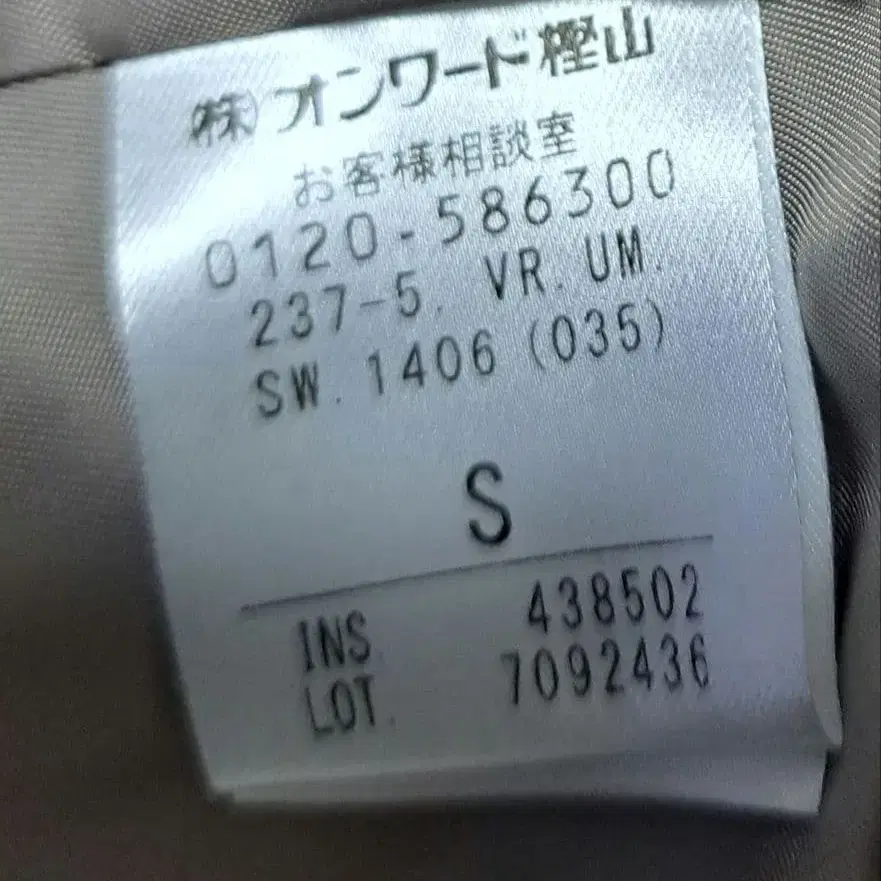 ㈱オンワード樫山
お客様相談室
0120-586300
237-5. VR. UM.
SW. 1406 (035)
S
INS. 438502
LOT. 7092436